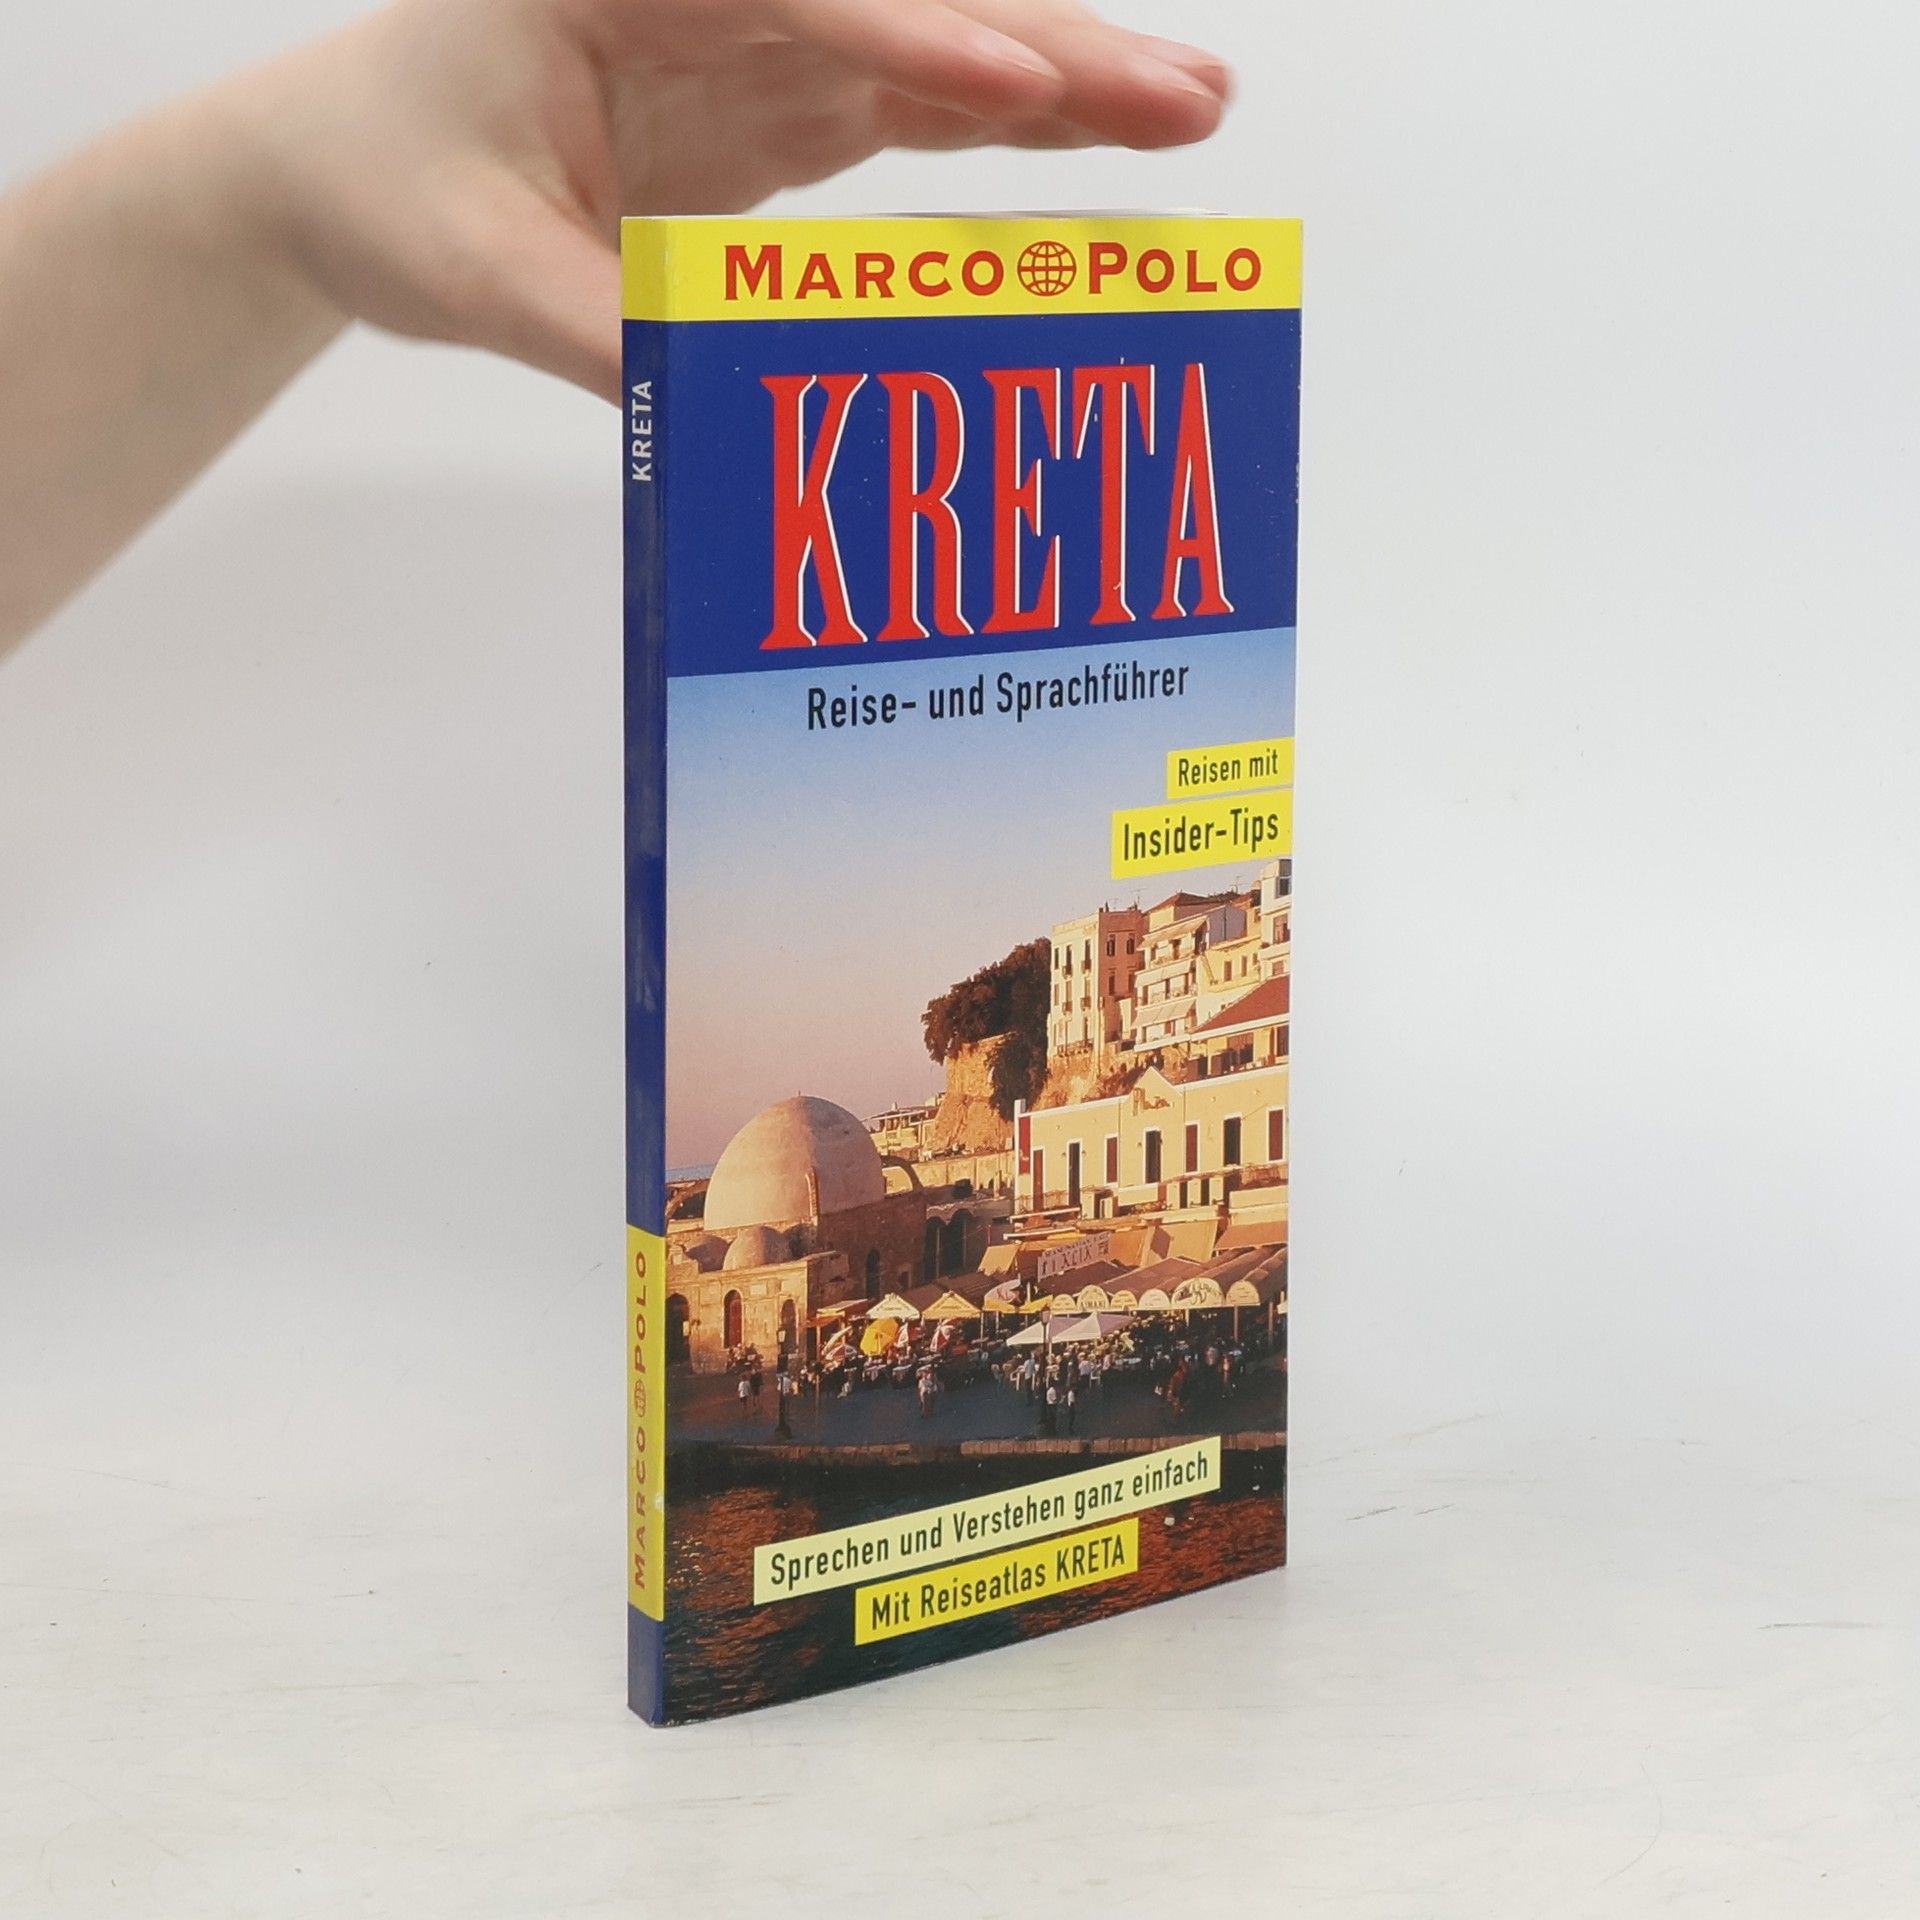 MARCO POLO
KRETA
Reise- und Sprachführer
Reisen mit
Insider-Tips
Sprechen und Verstehen ganz einfach
Mit Reiseatlas KRETA
KRETA
MARCO POLO